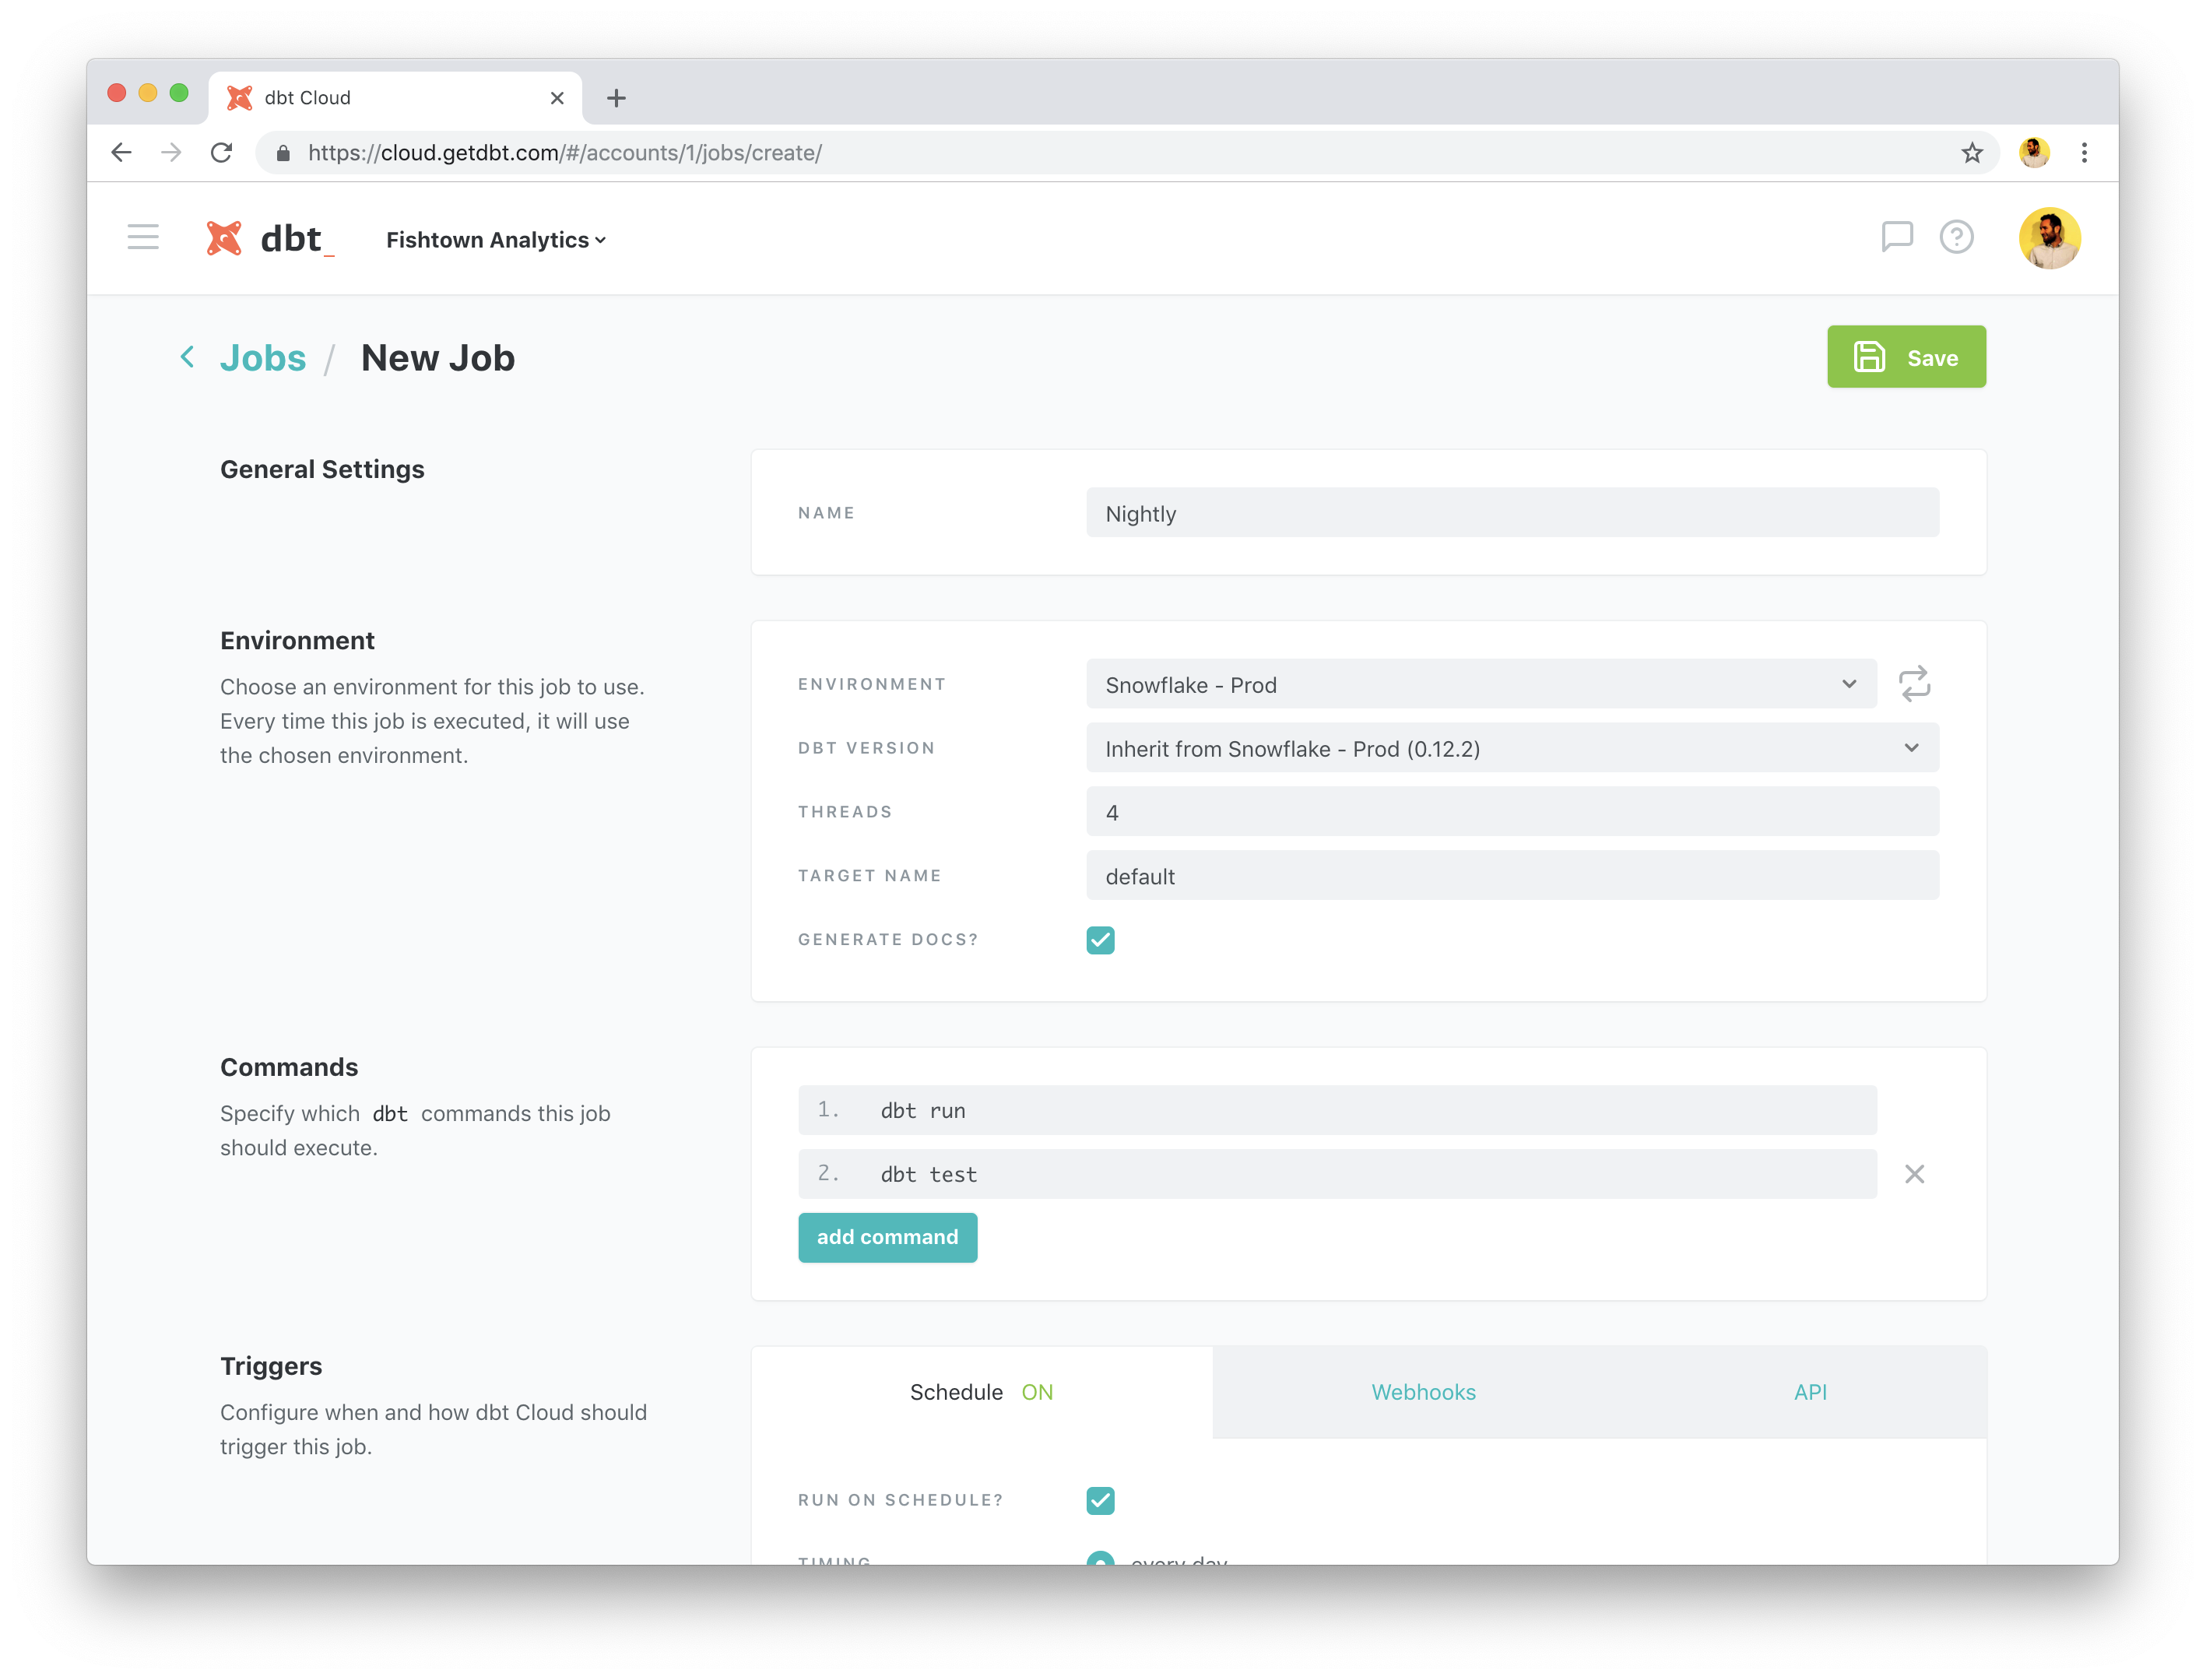 dbt Cloud
https://cloud.getdbt.com/#/accounts/1/jobs/create/
dbt_
Fishtown Analytics
Jobs / New Job
Save
General Settings
NAME
Nightly
Environment
Choose an environment for this job to use.
Every time this job is executed, it will use
the chosen environment.
ENVIRONMENT
Snowflake - Prod
DBT VERSION
Inherit from Snowflake - Prod (0.12.2)
THREADS
4
TARGET NAME
default
GENERATE DOCS?
Commands
Specify which dbt commands this job
should execute.
1. dbt run
2. dbt test
add command
Triggers
Configure when and how dbt Cloud should
trigger this job.
Schedule ON
Webhooks
API
RUN ON SCHEDULE?
TIMING
every day